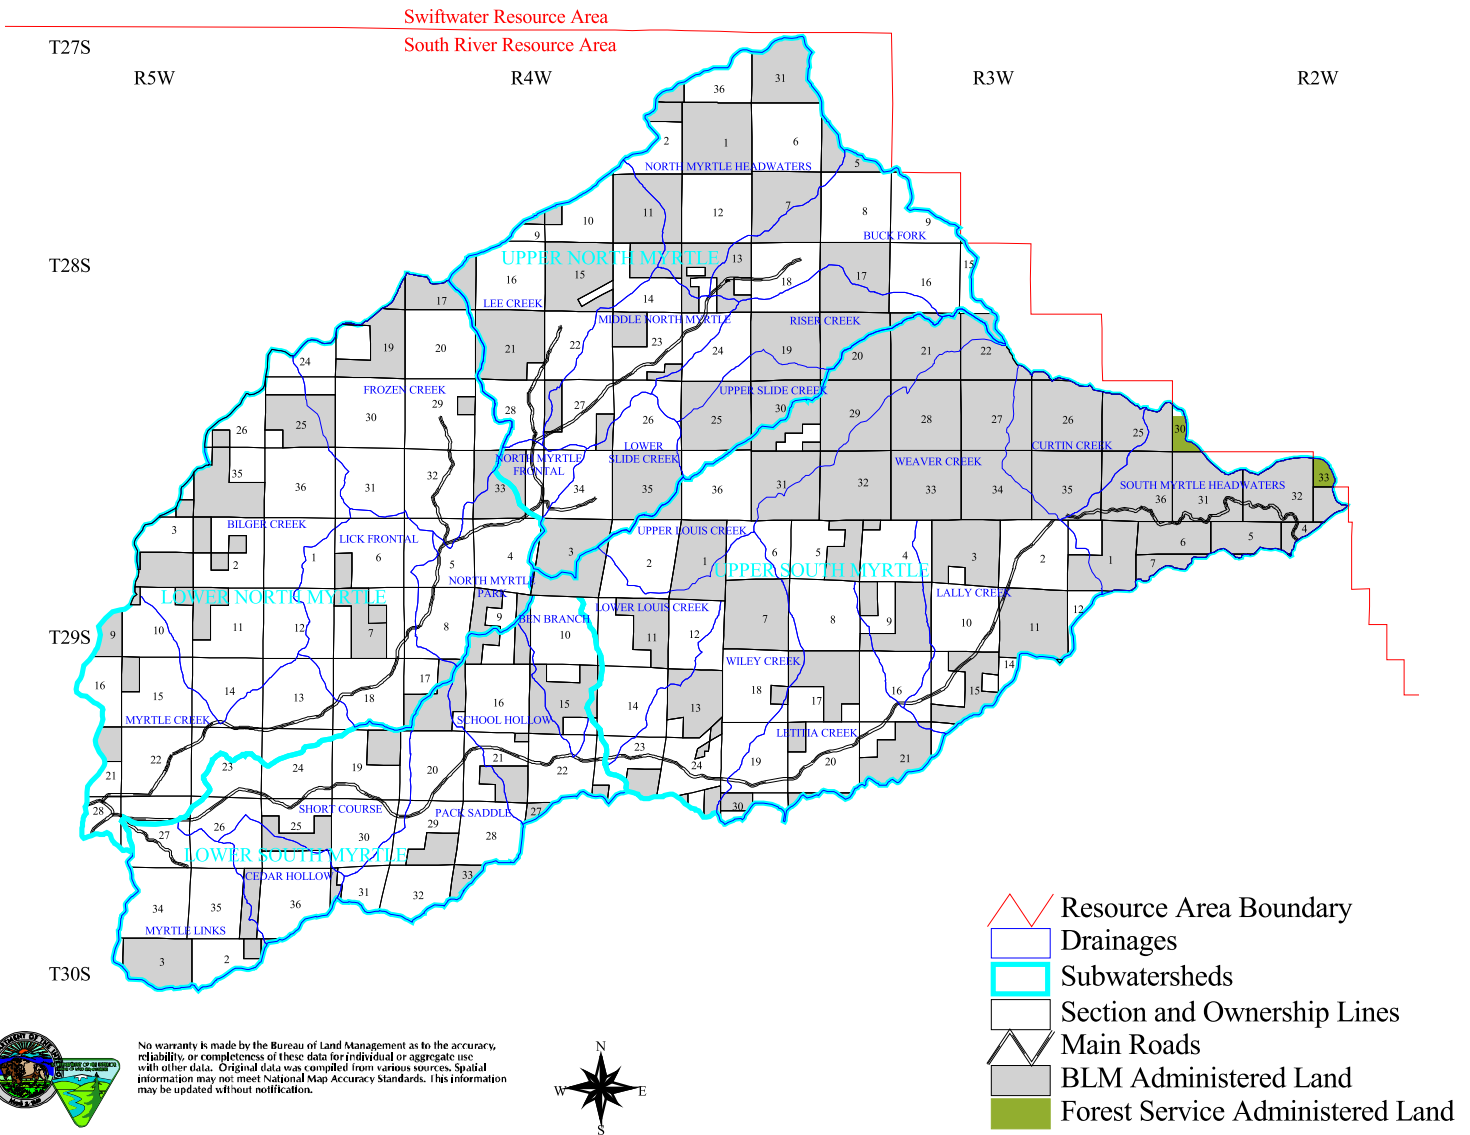 Swiftwater Resource Area
South River Resource Area
T27S
R5W
R4W
R3W
R2W
31
36
2
1
6
5
NORTH MYRTLE HEADWATERS
10
11
12
7
8
9
9
BUCK FORK
T28S
UPPER NORTH MYRTLE
16
15
13
14
18
17
16
15
17
LEE CREEK
MIDDLE NORTH MYRTLE
RISER CREEK
24
19
20
21
22
23
24
19
20
21
22
FROZEN CREEK
UPPER SLIDE CREEK
26
25
30
29
28
27
26
25
30
29
28
27
26
25
30
LOWER
SLIDE CREEK
CURTIN CREEK
NORTH MYRTLE
FRONTAL
WEAVER CREEK
35
36
31
32
33
34
35
36
31
32
33
34
35
36
31
32
33
SOUTH MYRTLE HEADWATERS
BILGER CREEK
LICK FRONTAL
UPPER LOUIS CREEK
3
2
1
6
5
4
3
2
1
6
5
4
3
2
1
6
5
4
7
UPPER SOUTH MYRTLE
NORTH MYRTLE
PARK
LOWER NORTH MYRTLE
LALLY CREEK
LOWER LOUIS CREEK
BEN BRANCH
T29S
9
10
11
12
7
8
9
10
11
12
7
8
9
10
11
12
WILEY CREEK
16
15
14
13
18
17
16
15
14
13
18
17
16
15
14
MYRTLE CREEK
SCHOOL HOLLOW
LETITIA CREEK
21
22
23
24
19
20
21
22
23
24
19
20
21
SHORT COURSE
PACK SADDLE
28
27
26
25
30
29
28
27
30
LOWER SOUTH MYRTLE
CEDAR HOLLOW
34
35
36
31
32
33
MYRTLE LINKS
T30S
3
2
Resource Area Boundary
Drainages
Subwatersheds
Section and Ownership Lines
Main Roads
BLM Administered Land
Forest Service Administered Land
No warranty is made by the Bureau of Land Management as to the accuracy,
reliability, or completeness of these data for individual or aggregate use
with other data. Original data was compiled from various sources. Spatial
information may not meet National Map Accuracy Standards. This information
may be updated without notification.
N
W
E
S